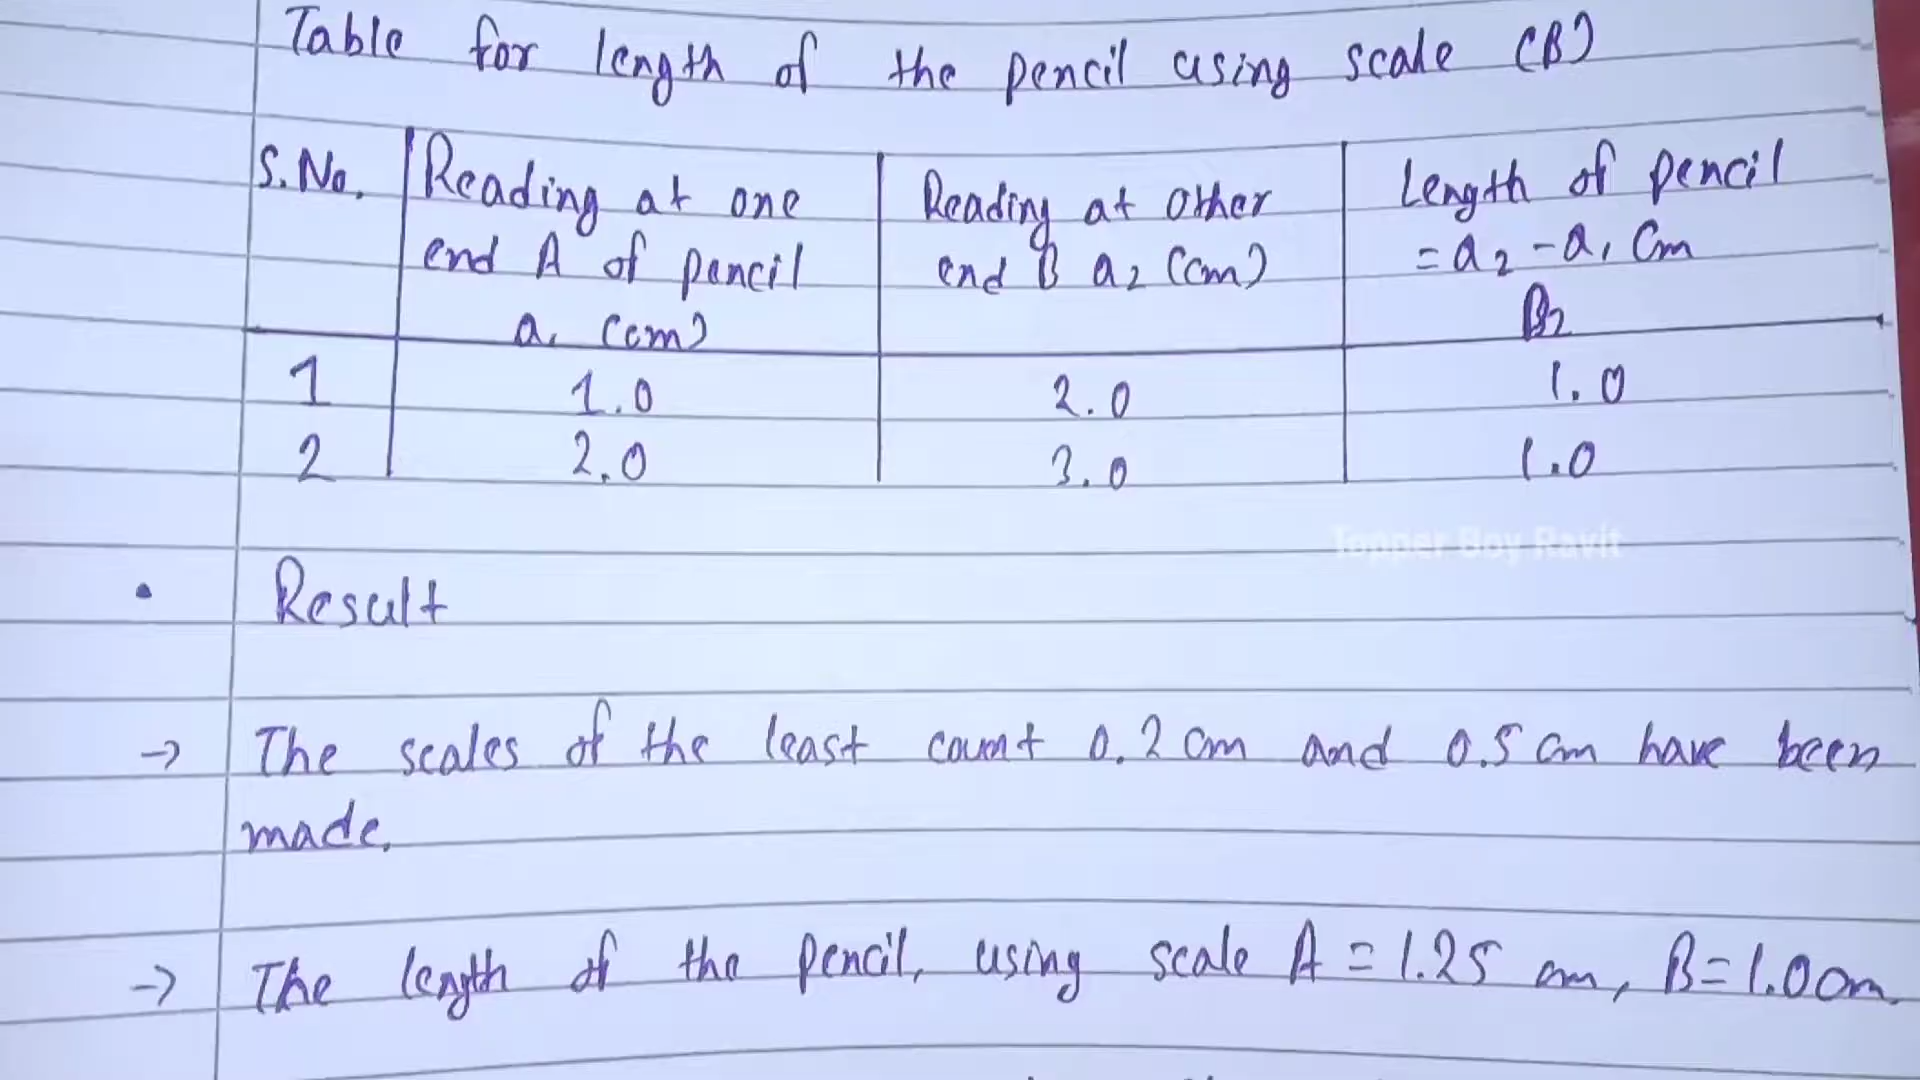 Table for length of the pencil using scale (B)
S.No. Reading at one end A of pencil a1 (cm) Reading at other end B a2 (cm) Length of pencil = a2 - a1 cm B2
1 1.0 2.0 1.0
2 2.0 3.0 1.0
Topper Boy Ravit
• Result
→ The scales of the least count 0.2 cm and 0.5 cm have been
made.
→ The length of the pencil, using scale A = 1.25 cm, B = 1.0 cm.